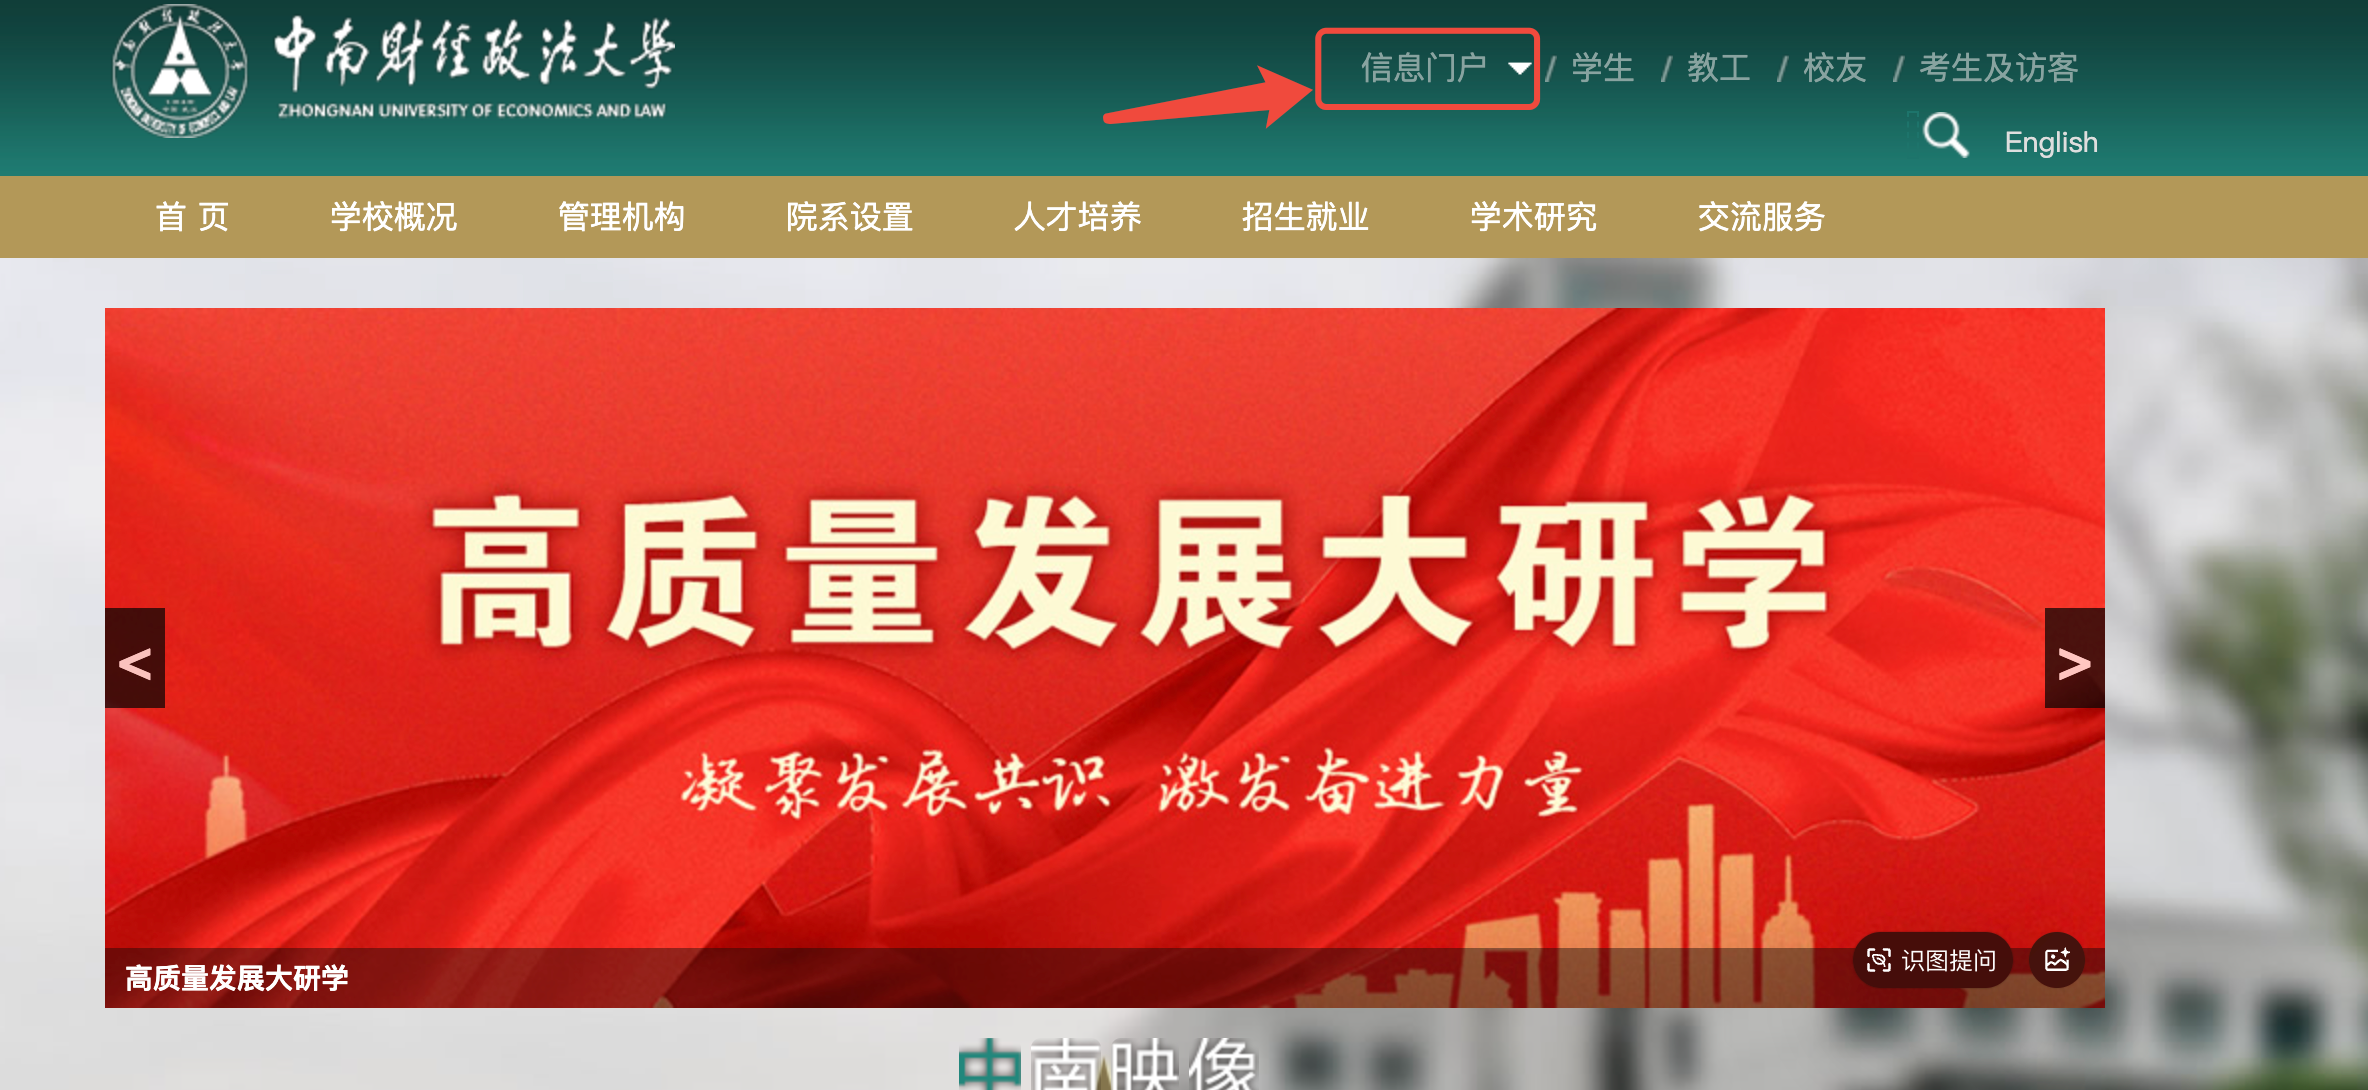 中南财经政法大学
ZHONGNAN UNIVERSITY OF ECONOMICS AND LAW
信息门户 / 学生 / 教工 / 校友 / 考生及访客
English
首 页 学校概况 管理机构 院系设置 人才培养 招生就业 学术研究 交流服务
高质量发展大研学
凝聚发展共识 激发奋进力量
<
>
高质量发展大研学
识图提问
中南映像